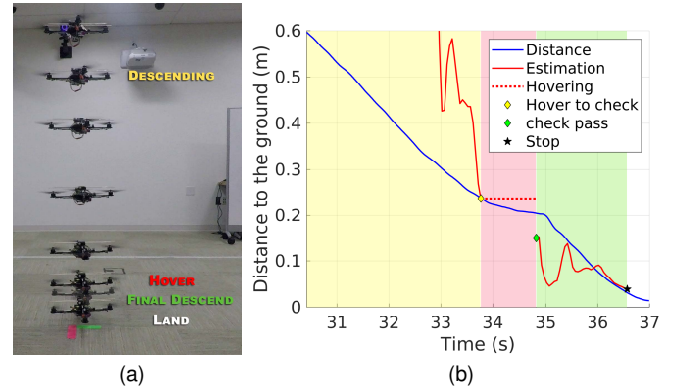 DESCENDING
HOVER
FINAL DESCEND
LAND
(a)
Distance to the ground (m)
0.6
0.5
0.4
0.3
0.2
0.1
0
Distance
Estimation
Hovering
Hover to check
check pass
Stop
31 32 33 34 35 36 37
Time (s)
(b)